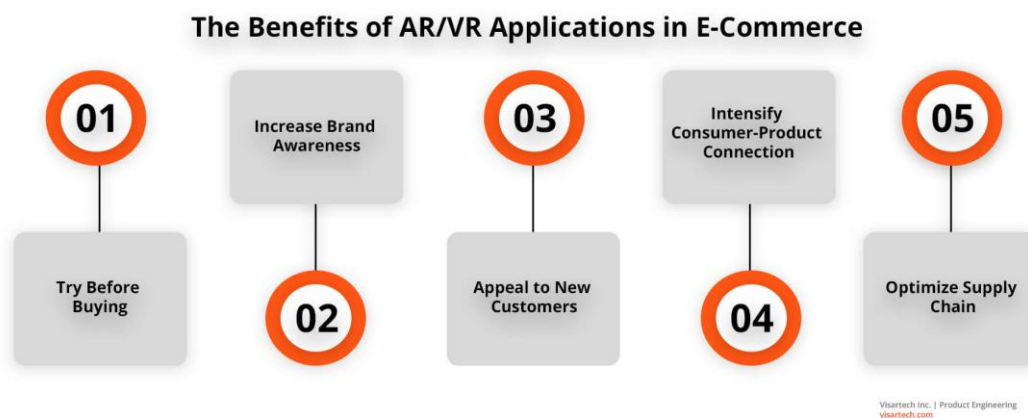 The Benefits of AR/VR Applications in E-Commerce
01
Try Before
Buying
Increase Brand
Awareness
02
03
Appeal to New
Customers
Intensify
Consumer-Product
Connection
04
05
Optimize Supply
Chain
Visartech Inc. | Product Engineering
visartech.com